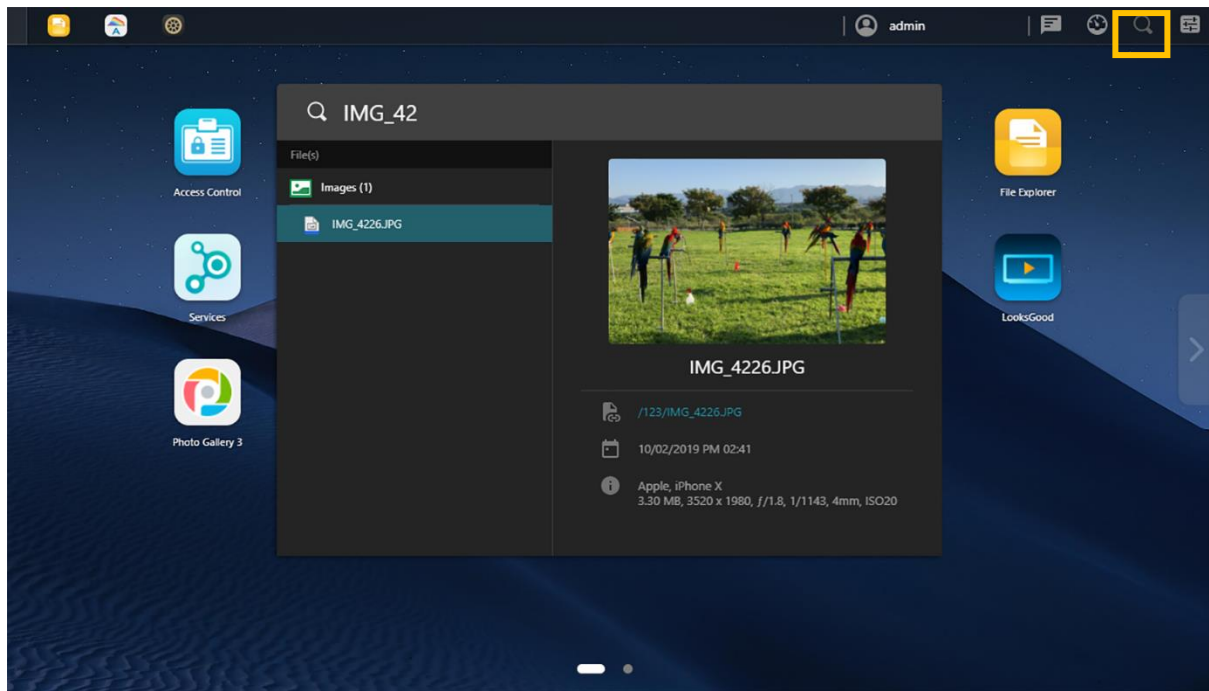 admin
IMG_42
File(s)
Images (1)
IMG_4226.JPG
IMG_4226.JPG
/123/IMG_4226.JPG
10/02/2019 PM 02:41
Apple, iPhone X
3.30 MB, 3520 x 1980, ƒ/1.8, 1/1143, 4mm, ISO20
Access Control
Services
Photo Gallery 3
File Explorer
LooksGood